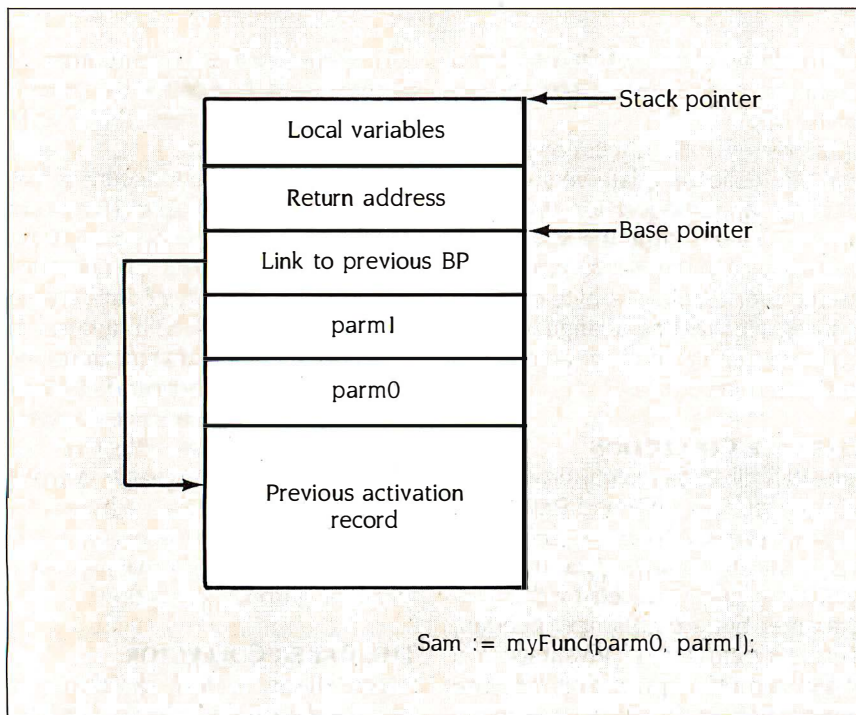 Stack pointer
Local variables
Return address
Base pointer
Link to previous BP
parm1
parm0
Previous activation
record
Sam := myFunc(parm0, parm1);